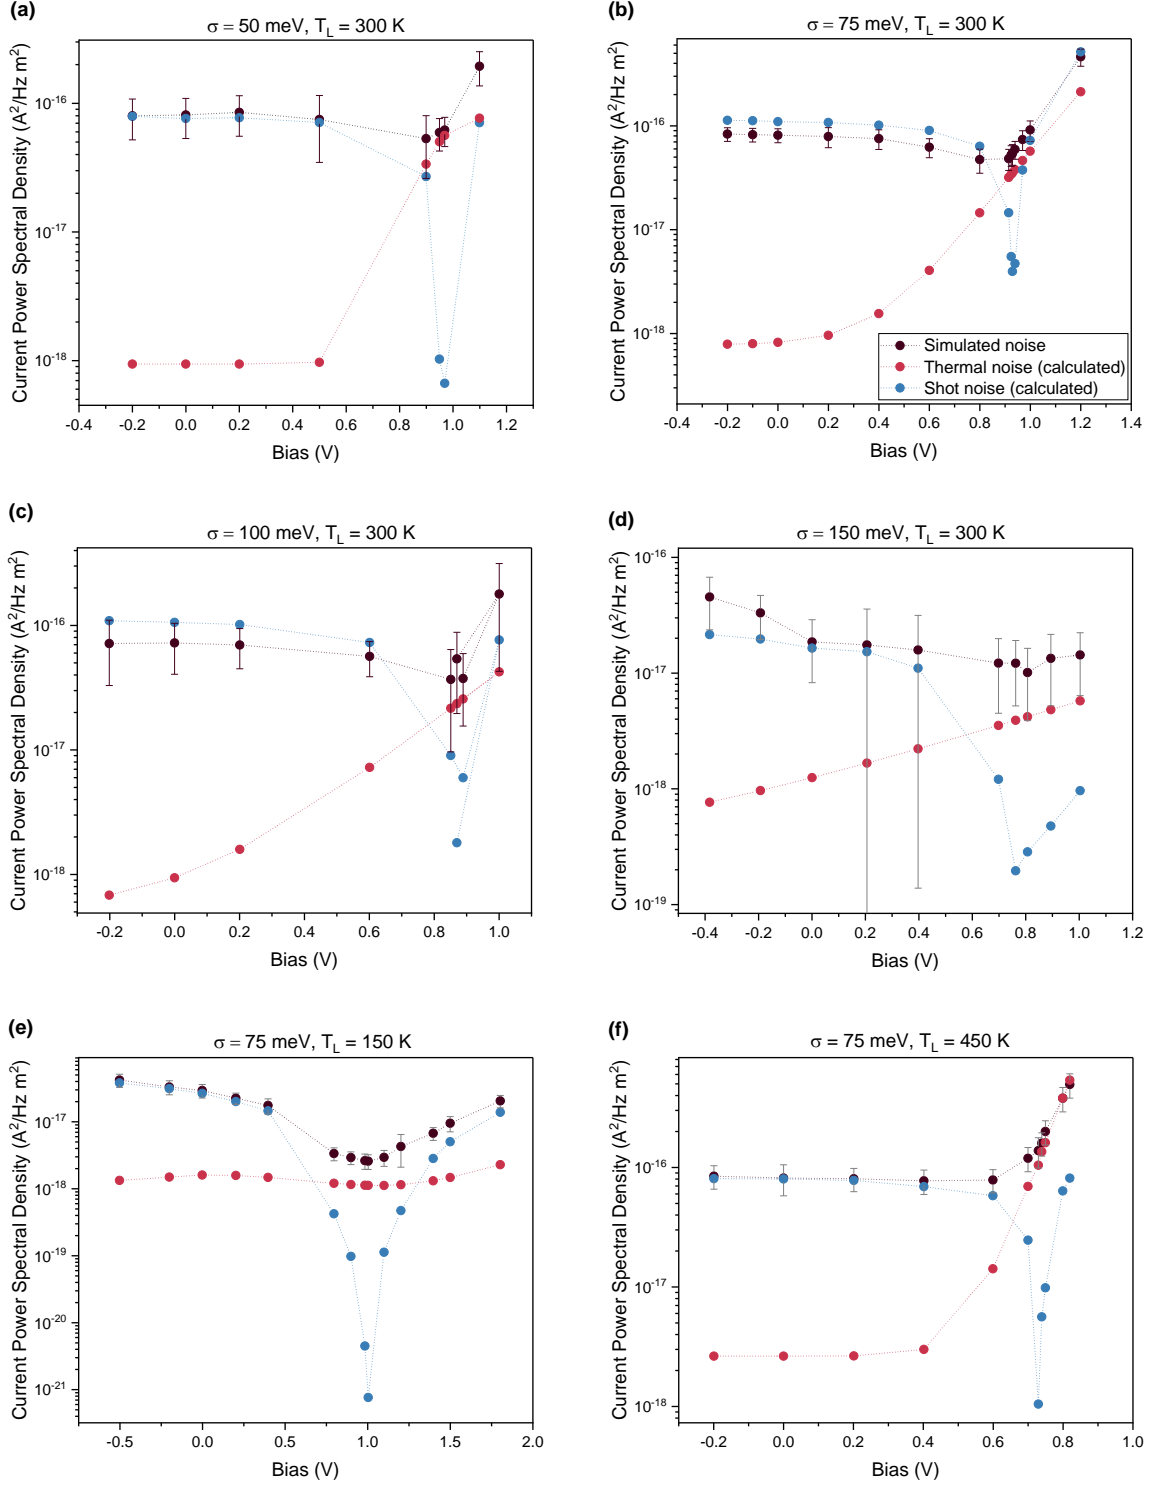 (a)
σ = 50 meV, T_L = 300 K
Current Power Spectral Density (A²/Hz m²)
10⁻¹⁶
10⁻¹⁷
10⁻¹⁸
-0.4 -0.2 0.0 0.2 0.4 0.6 0.8 1.0 1.2
Bias (V)
(b)
σ = 75 meV, T_L = 300 K
Current Power Spectral Density (A²/Hz m²)
10⁻¹⁶
10⁻¹⁷
10⁻¹⁸
Simulated noise
Thermal noise (calculated)
Shot noise (calculated)
-0.4 -0.2 0.0 0.2 0.4 0.6 0.8 1.0 1.2 1.4
Bias (V)
(c)
σ = 100 meV, T_L = 300 K
Current Power Spectral Density (A²/Hz m²)
10⁻¹⁶
10⁻¹⁷
10⁻¹⁸
-0.2 0.0 0.2 0.4 0.6 0.8 1.0
Bias (V)
(d)
σ = 150 meV, T_L = 300 K
Current Power Spectral Density (A²/Hz m²)
10⁻¹⁶
10⁻¹⁷
10⁻¹⁸
10⁻¹⁹
-0.4 -0.2 0.0 0.2 0.4 0.6 0.8 1.0 1.2
Bias (V)
(e)
σ = 75 meV, T_L = 150 K
Current Power Spectral Density (A²/Hz m²)
10⁻¹⁷
10⁻¹⁸
10⁻¹⁹
10⁻²⁰
10⁻²¹
-0.5 0.0 0.5 1.0 1.5 2.0
Bias (V)
(f)
σ = 75 meV, T_L = 450 K
Current Power Spectral Density (A²/Hz m²)
10⁻¹⁶
10⁻¹⁷
10⁻¹⁸
-0.2 0.0 0.2 0.4 0.6 0.8 1.0
Bias (V)